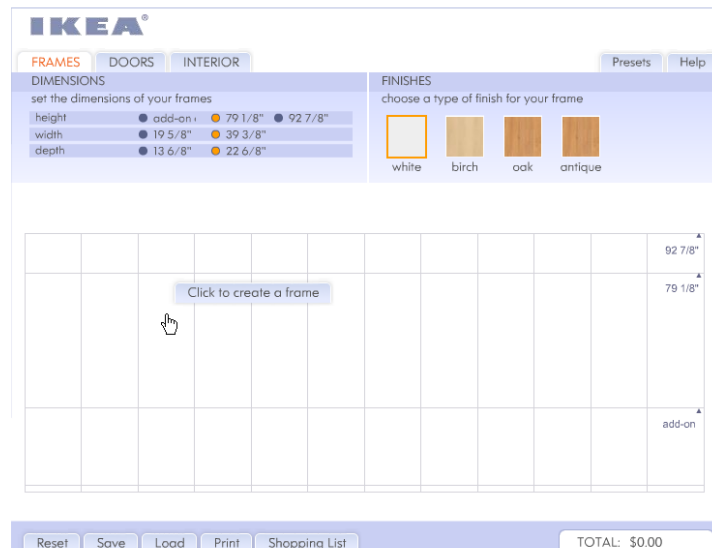 IKEA®
FRAMES DOORS INTERIOR Presets Help
DIMENSIONS
set the dimensions of your frames
height add-on 79 1/8" 92 7/8"
width 19 5/8" 39 3/8"
depth 13 6/8" 22 6/8"
FINISHES
choose a type of finish for your frame
white birch oak antique
92 7/8"
79 1/8"
Click to create a frame
add-on
Reset Save Load Print Shopping List TOTAL: $0.00